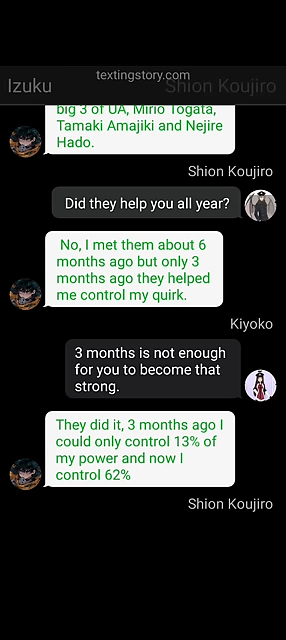 textingstory.com
Izuku
Shion Koujiro
big 3 of UA, Mirio Togata,
Tamaki Amajiki and Nejire
Hado.
Shion Koujiro
Did they help you all year?
No, I met them about 6
months ago but only 3
months ago they helped
me control my quirk.
Kiyoko
3 months is not enough
for you to become that
strong.
They did it, 3 months ago I
could only control 13% of
my power and now I
control 62%
Shion Koujiro